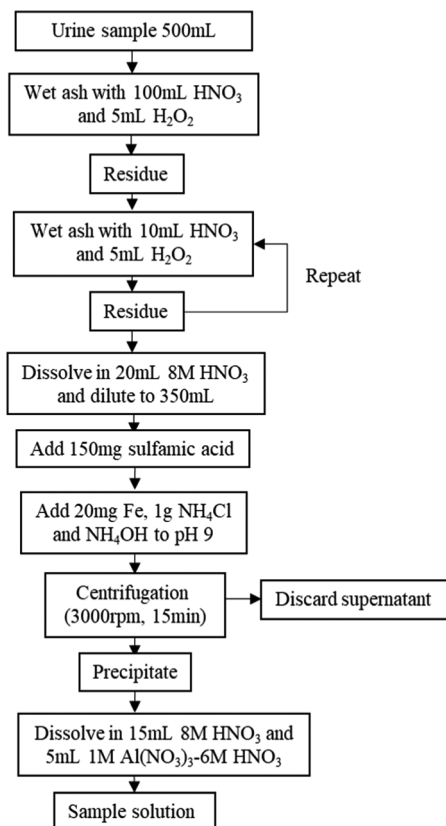 Urine sample 500mL
Wet ash with 100mL HNO₃
and 5mL H₂O₂
Residue
Wet ash with 10mL HNO₃
and 5mL H₂O₂
Repeat
Residue
Dissolve in 20mL 8M HNO₃
and dilute to 350mL
Add 150mg sulfamic acid
Add 20mg Fe, 1g NH₄Cl
and NH₄OH to pH 9
Centrifugation
(3000rpm, 15min)
Discard supernatant
Precipitate
Dissolve in 15mL 8M HNO₃ and
5mL 1M Al(NO₃)₃-6M HNO₃
Sample solution